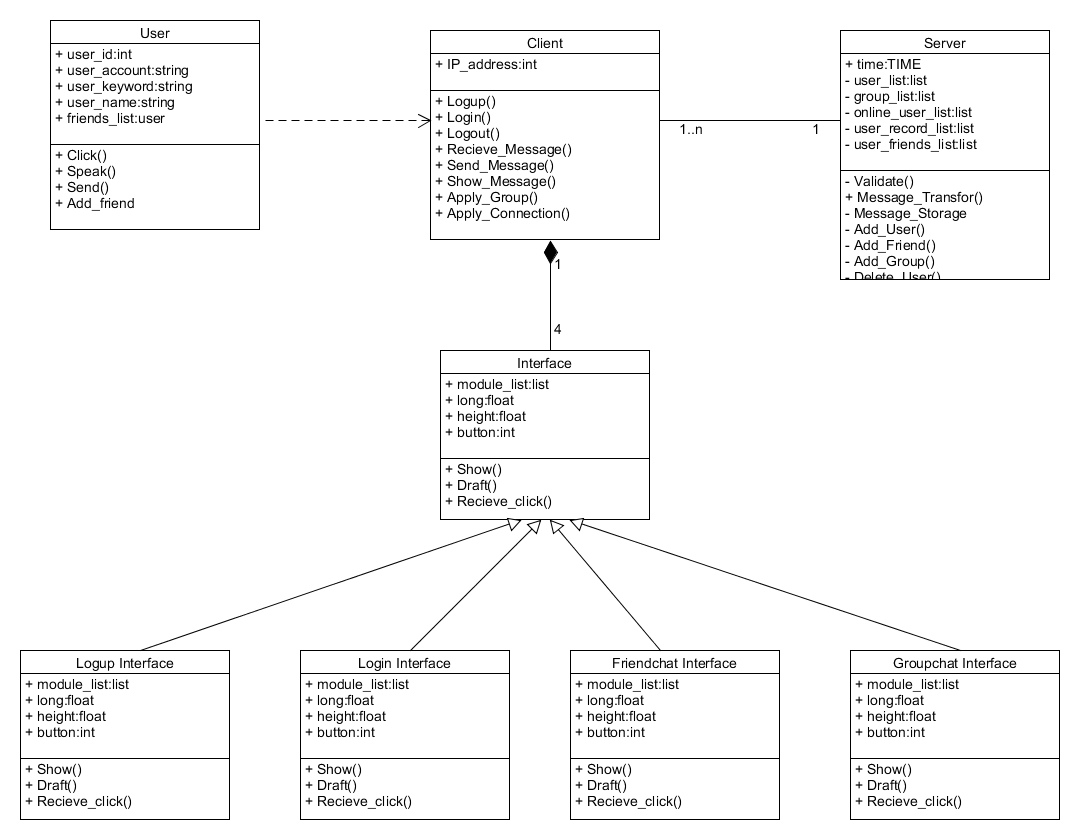 User
+ user_id:int
+ user_account:string
+ user_keyword:string
+ user_name:string
+ friends_list:user
+ Click()
+ Speak()
+ Send()
+ Add_friend
Client
+ IP_address:int
+ Logup()
+ Login()
+ Logout()
+ Recieve_Message()
+ Send_Message()
+ Show_Message()
+ Apply_Group()
+ Apply_Connection()
1..n
1
Server
+ time:TIME
- user_list:list
- group_list:list
- online_user_list:list
- user_record_list:list
- user_friends_list:list
- Validate()
+ Message_Transfor()
- Message_Storage
- Add_User()
- Add_Friend()
- Add_Group()
- Delete_User()
1
4
Interface
+ module_list:list
+ long:float
+ height:float
+ button:int
+ Show()
+ Draft()
+ Recieve_click()
Logup Interface
+ module_list:list
+ long:float
+ height:float
+ button:int
+ Show()
+ Draft()
+ Recieve_click()
Login Interface
+ module_list:list
+ long:float
+ height:float
+ button:int
+ Show()
+ Draft()
+ Recieve_click()
Friendchat Interface
+ module_list:list
+ long:float
+ height:float
+ button:int
+ Show()
+ Draft()
+ Recieve_click()
Groupchat Interface
+ module_list:list
+ long:float
+ height:float
+ button:int
+ Show()
+ Draft()
+ Recieve_click()